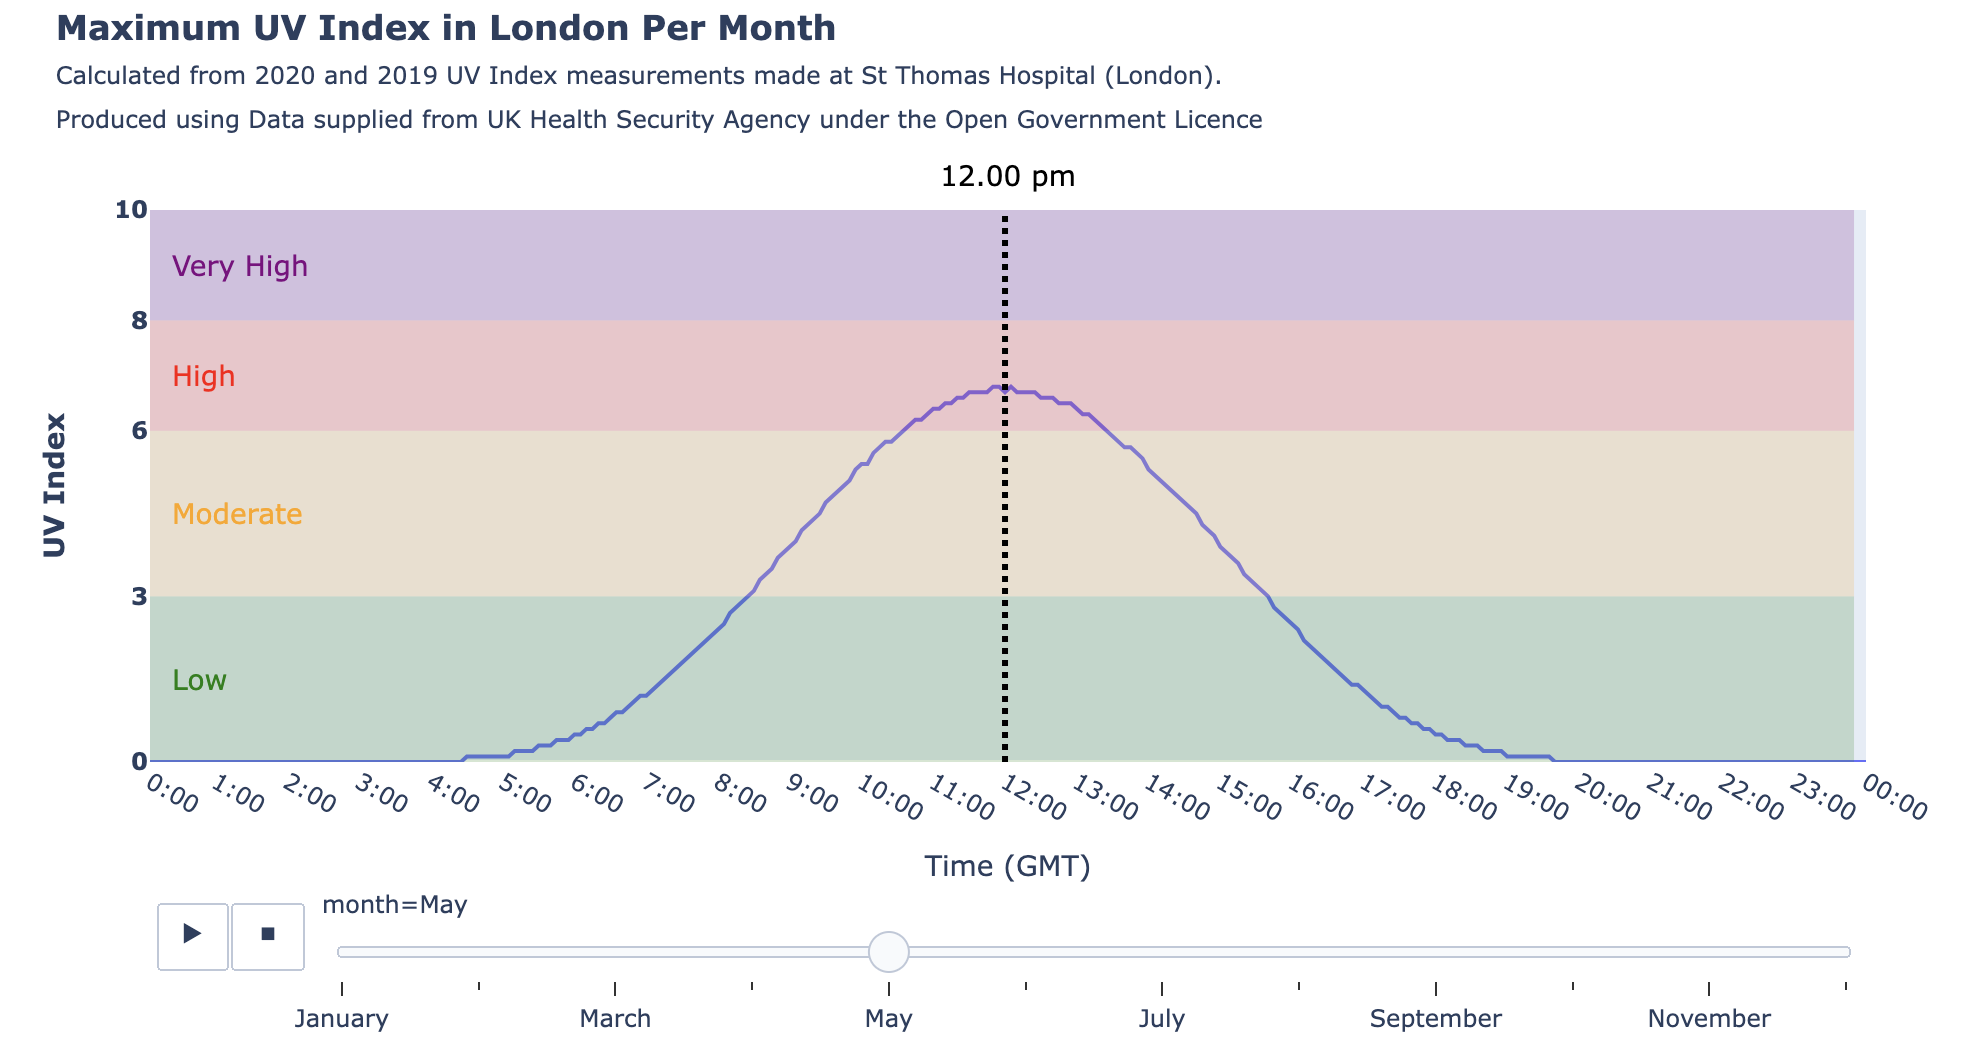 Maximum UV Index in London Per Month
Calculated from 2020 and 2019 UV Index measurements made at St Thomas Hospital (London).
Produced using Data supplied from UK Health Security Agency under the Open Government Licence
12.00 pm
10
Very High
8
High
6
UV Index
Moderate
3
Low
0
0:00 1:00 2:00 3:00 4:00 5:00 6:00 7:00 8:00 9:00 10:00 11:00 12:00 13:00 14:00 15:00 16:00 17:00 18:00 19:00 20:00 21:00 22:00 23:00 00:00
Time (GMT)
month=May
January March May July September November